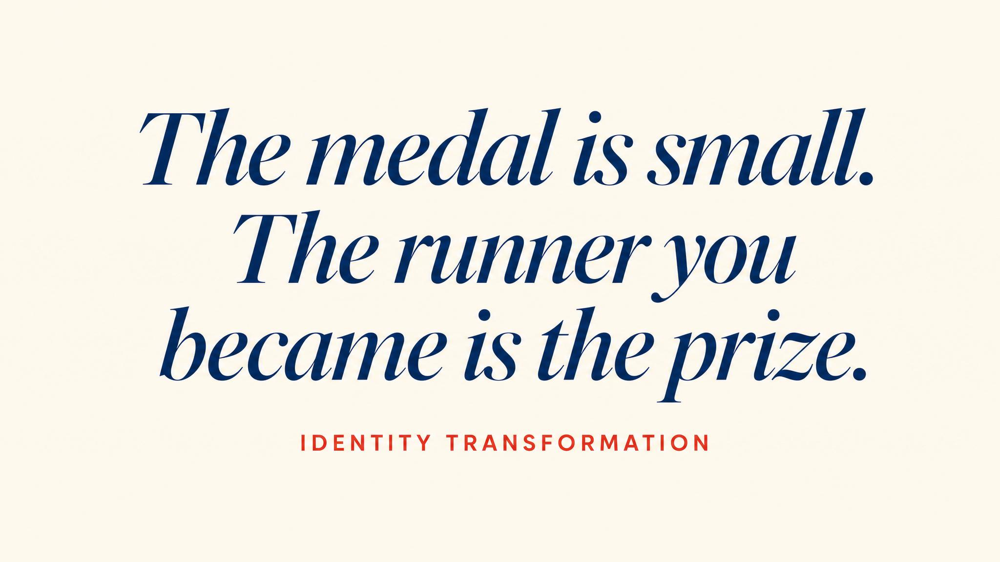 The medal is small.
The runner you
became is the prize.
IDENTITY TRANSFORMATION